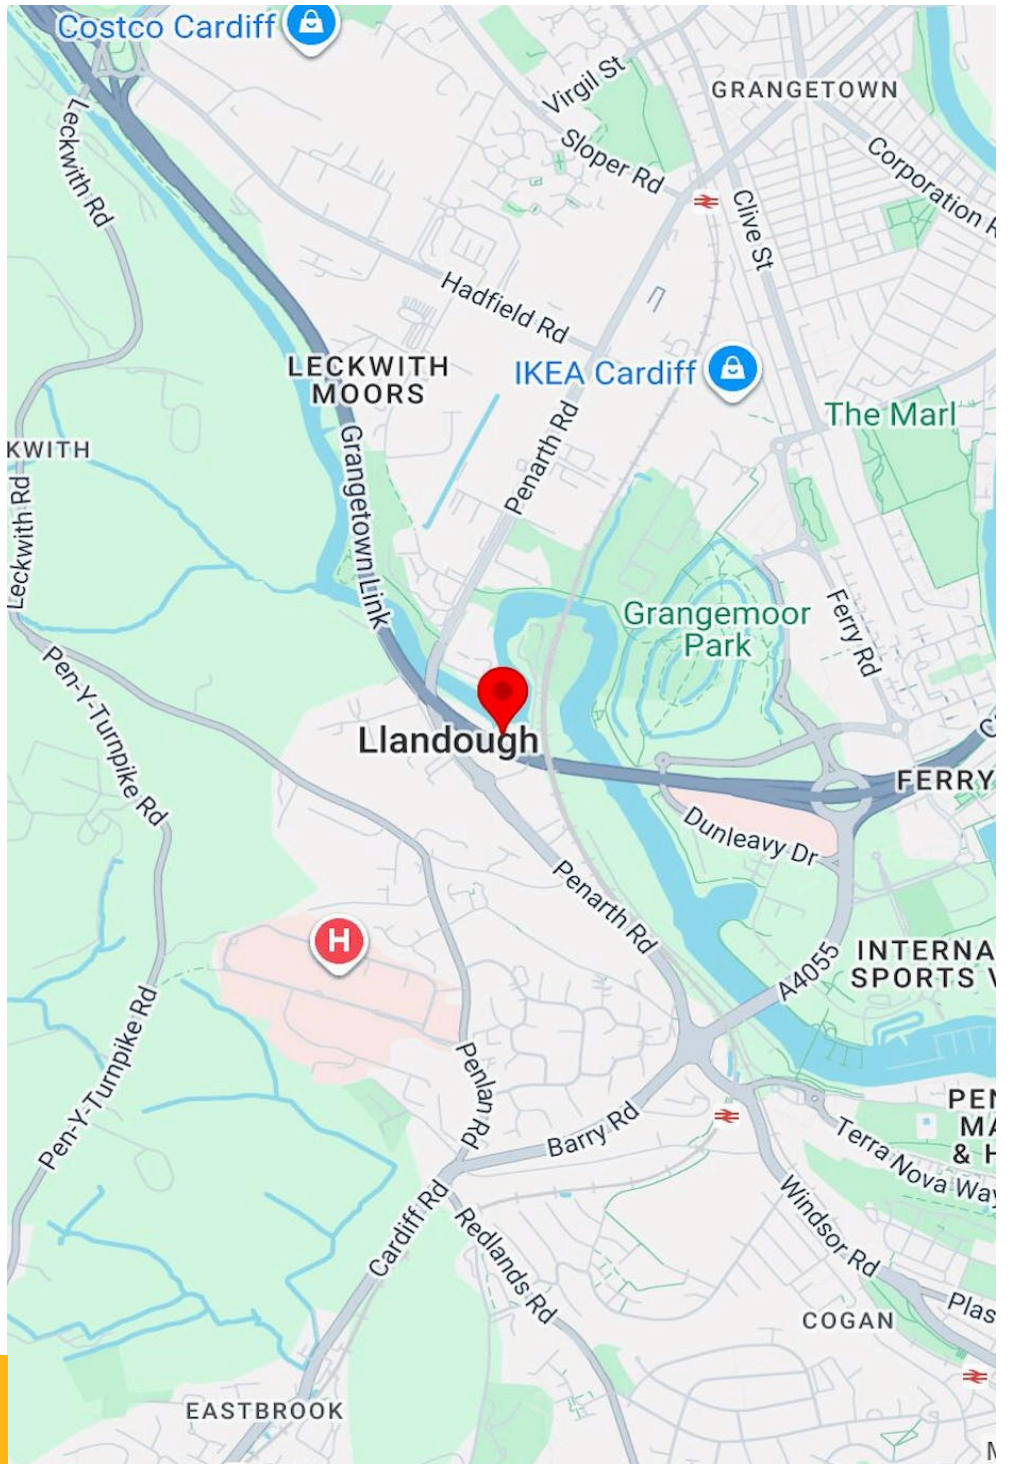 Costco Cardiff
Virgil St
GRANGETOWN
Leckwith Rd
Sloper Rd
Corporation R
Clive St
Hadfield Rd
LECKWITH
MOORS
IKEA Cardiff
The Marl
Penarth Rd
KWITH
Grangetown Link
Leckwith Rd
Grangemoor
Park
Ferry Rd
Pen-Y-Turnpike Rd
Llandough
FERRY
Dunleavy Dr
Penarth Rd
H
INTERNA
SPORTS V
A4055
Pen-Y-Turnpike Rd
Penlan Rd
PEN
MA
& H
Barry Rd
Terra Nova Way
Cardiff Rd
Redlands Rd
Windsor Rd
Plas
COGAN
EASTBROOK